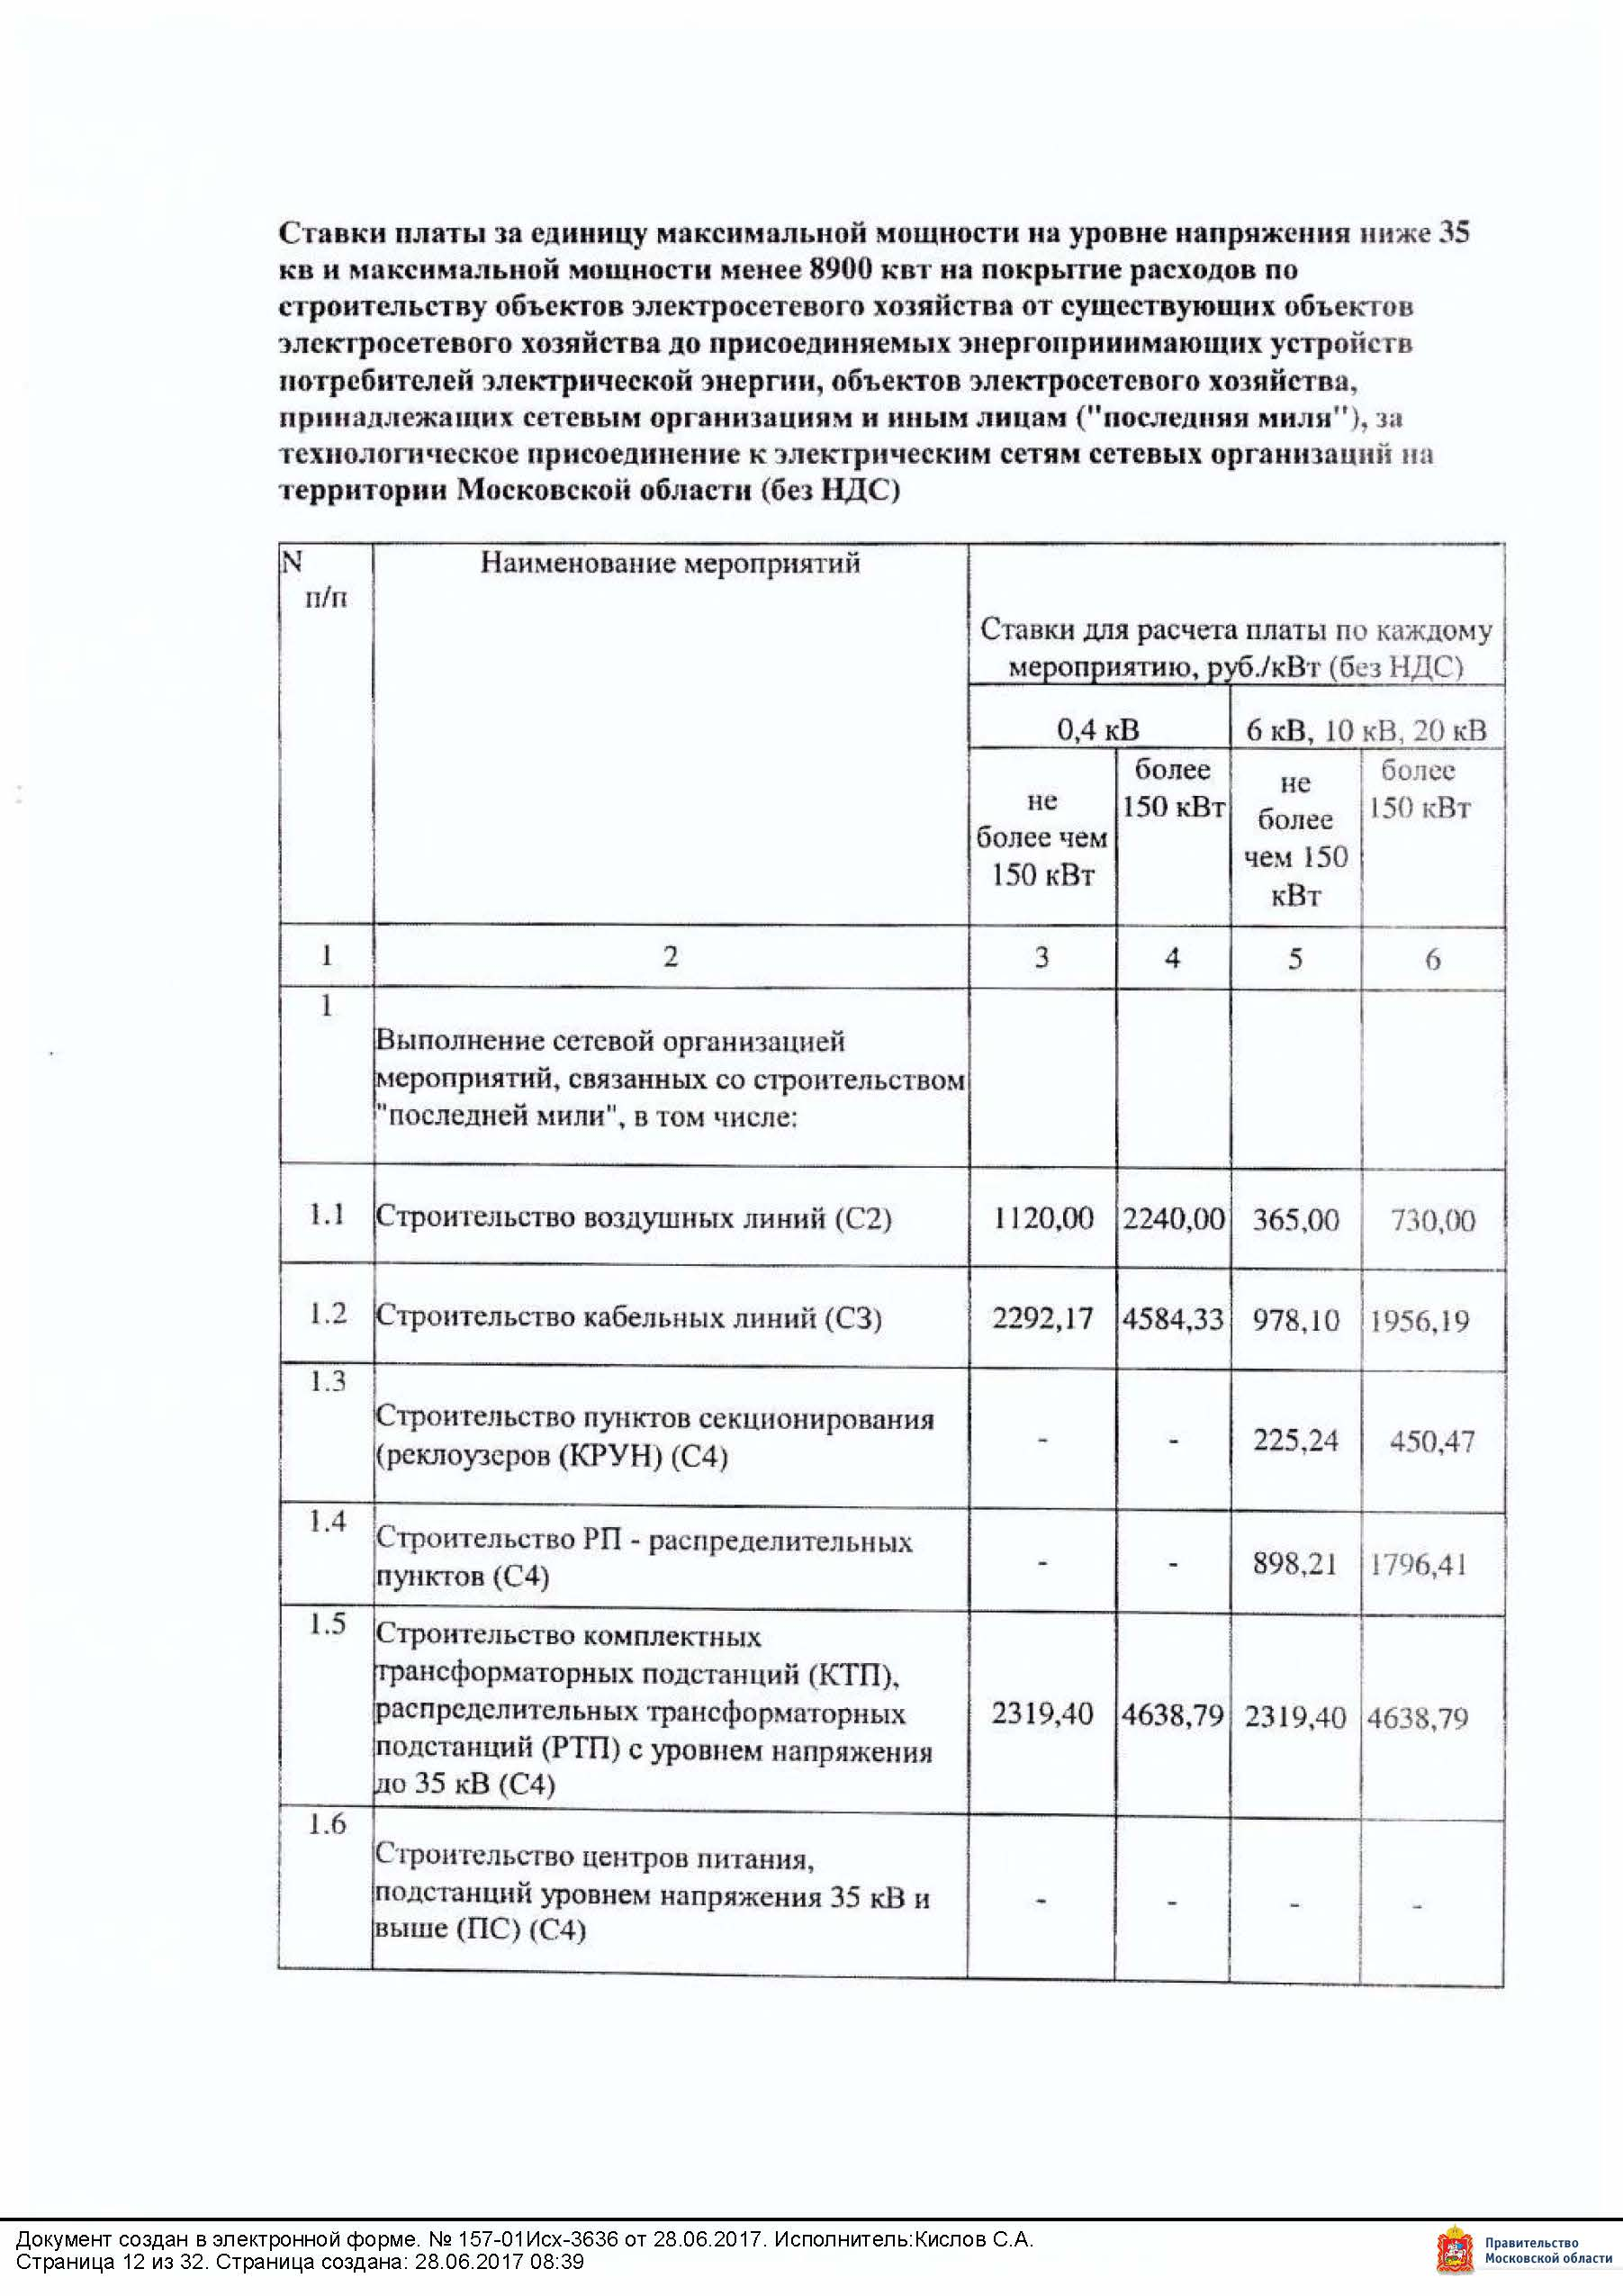 Ставки платы за единицу максимальной мощности на уровне напряжения ниже 35
кв и максимальной мощности менее 8900 квт на покрытие расходов по
строительству объектов электросетевого хозяйства от существующих объектов
электросетевого хозяйства до присоединяемых энергопринимающих устройств
потребителей электрической энергии, объектов электросетевого хозяйства,
принадлежащих сетевым организациям и иным лицам ("последняя миля"), за
технологическое присоединение к электрическим сетям сетевых организаций на
территории Московской области (без НДС)
N
п/п
Наименование мероприятий
Ставки для расчета платы по каждому
мероприятию, руб./кВт (без НДС)
0,4 кВ
6 кВ, 10 кВ, 20 кВ
не
более чем
150 кВт
более
150 кВт
не
более
чем 150
кВт
более
150 кВт
1 2 3 4 5 6
1
Выполнение сетевой организацией
мероприятий, связанных со строительством
"последней мили", в том числе:
1.1 Строительство воздушных линий (С2) 1120,00 2240,00 365,00 730,00
1.2 Строительство кабельных линий (С3) 2292,17 4584,33 978,10 1956,19
1.3
Строительство пунктов секционирования
(реклоузеров (КРУН) (С4)
- - 225,24 450,47
1.4
Строительство РП - распределительных
пунктов (С4)
- - 898,21 1796,41
1.5
Строительство комплектных
трансформаторных подстанций (КТП),
распределительных трансформаторных
подстанций (РТП) с уровнем напряжения
до 35 кВ (С4)
2319,40 4638,79 2319,40 4638,79
1.6
Строительство центров питания,
подстанций уровнем напряжения 35 кВ и
выше (ПС) (С4)
- - - -
Документ создан в электронной форме. № 157-01Исх-3636 от 28.06.2017. Исполнитель:Кислов С.А.
Страница 12 из 32. Страница создана: 28.06.2017 08:39
Правительство
Московской области